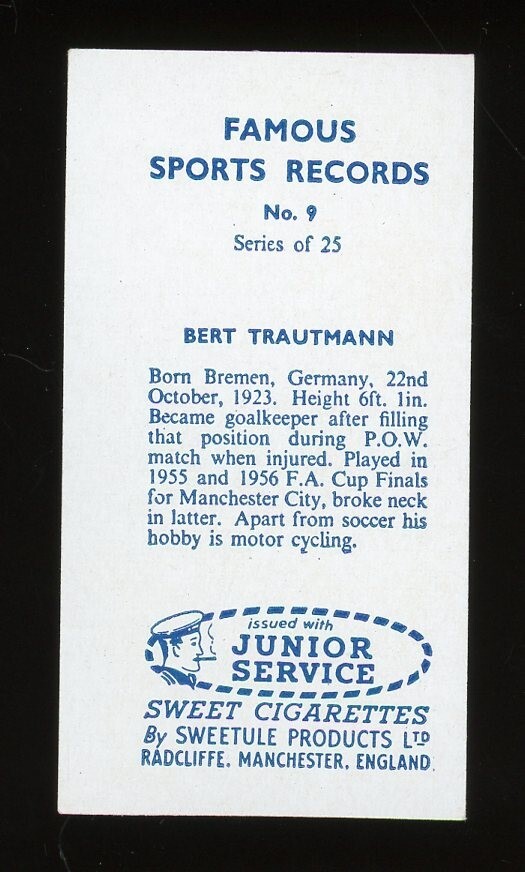 FAMOUS
SPORTS RECORDS
No. 9
Series of 25
BERT TRAUTMANN
Born Bremen, Germany, 22nd
October, 1923. Height 6ft. 1in.
Became goalkeeper after filling
that position during P.O.W.
match when injured. Played in
1955 and 1956 F.A. Cup Finals
for Manchester City, broke neck
in latter. Apart from soccer his
hobby is motor cycling.
issued with
JUNIOR
SERVICE
SWEET CIGARETTES
By SWEETULE PRODUCTS LTD
RADCLIFFE. MANCHESTER. ENGLAND.